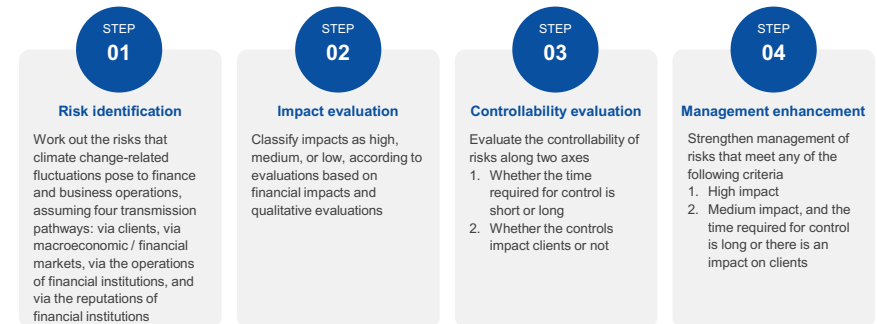 STEP
01
Risk identification
Work out the risks that
climate change-related
fluctuations pose to finance
and business operations,
assuming four transmission
pathways: via clients, via
macroeconomic / financial
markets, via the operations
of financial institutions, and
via the reputations of
financial institutions
STEP
02
Impact evaluation
Classify impacts as high,
medium, or low, according to
evaluations based on
financial impacts and
qualitative evaluations
STEP
03
Controllability evaluation
Evaluate the controllability of
risks along two axes
1. Whether the time
required for control is
short or long
2. Whether the controls
impact clients or not
STEP
04
Management enhancement
Strengthen management of
risks that meet any of the
following criteria
1. High impact
2. Medium impact, and the
time required for control
is long or there is an
impact on clients